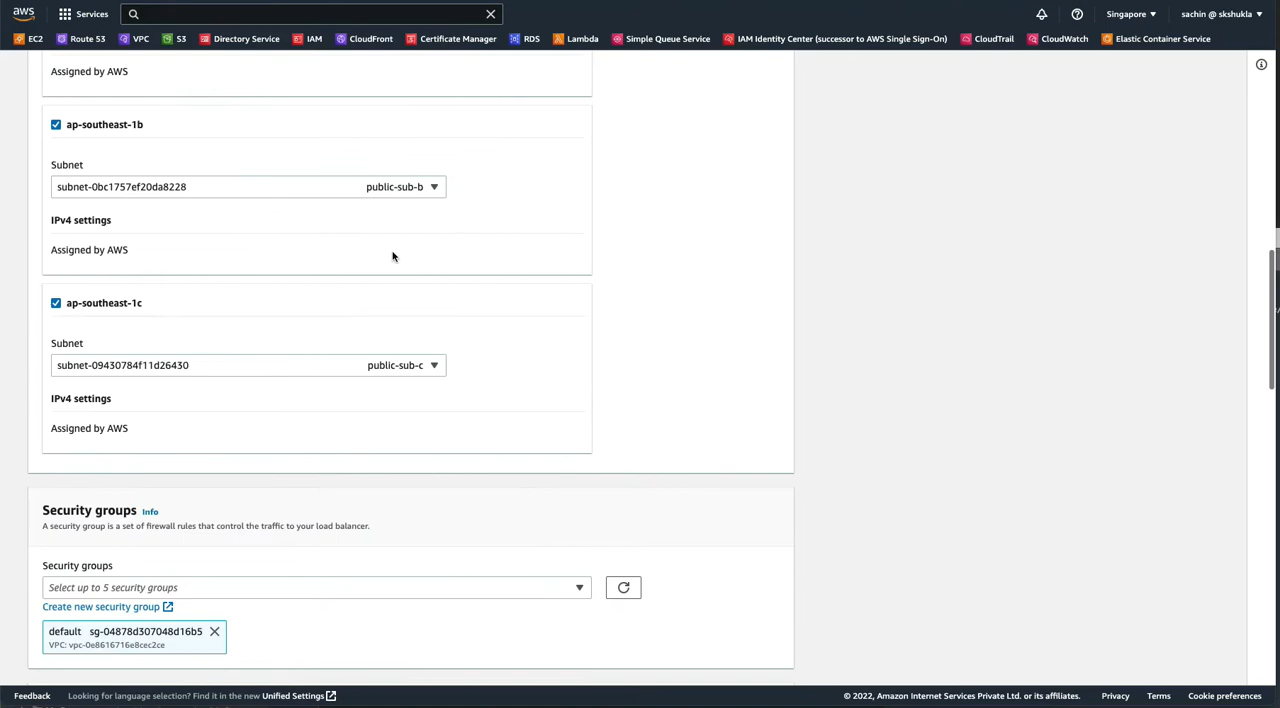 aws Services Singapore sachin @ skshukla
EC2 Route 53 VPC S3 Directory Service IAM CloudFront Certificate Manager RDS Lambda Simple Queue Service IAM Identity Center (successor to AWS Single Sign-On) CloudTrail CloudWatch Elastic Container Service
Assigned by AWS
ap-southeast-1b
Subnet
subnet-0bc1757ef20da8228 public-sub-b
IPv4 settings
Assigned by AWS
ap-southeast-1c
Subnet
subnet-09430784f11d26430 public-sub-c
IPv4 settings
Assigned by AWS
Security groups Info
A security group is a set of firewall rules that control the traffic to your load balancer.
Security groups
Select up to 5 security groups
Create new security group
default sg-04878d307048d16b5
VPC: vpc-0e8616716e8cec2ce
Feedback Looking for language selection? Find it in the new Unified Settings © 2022, Amazon Internet Services Private Ltd. or its affiliates. Privacy Terms Cookie preferences